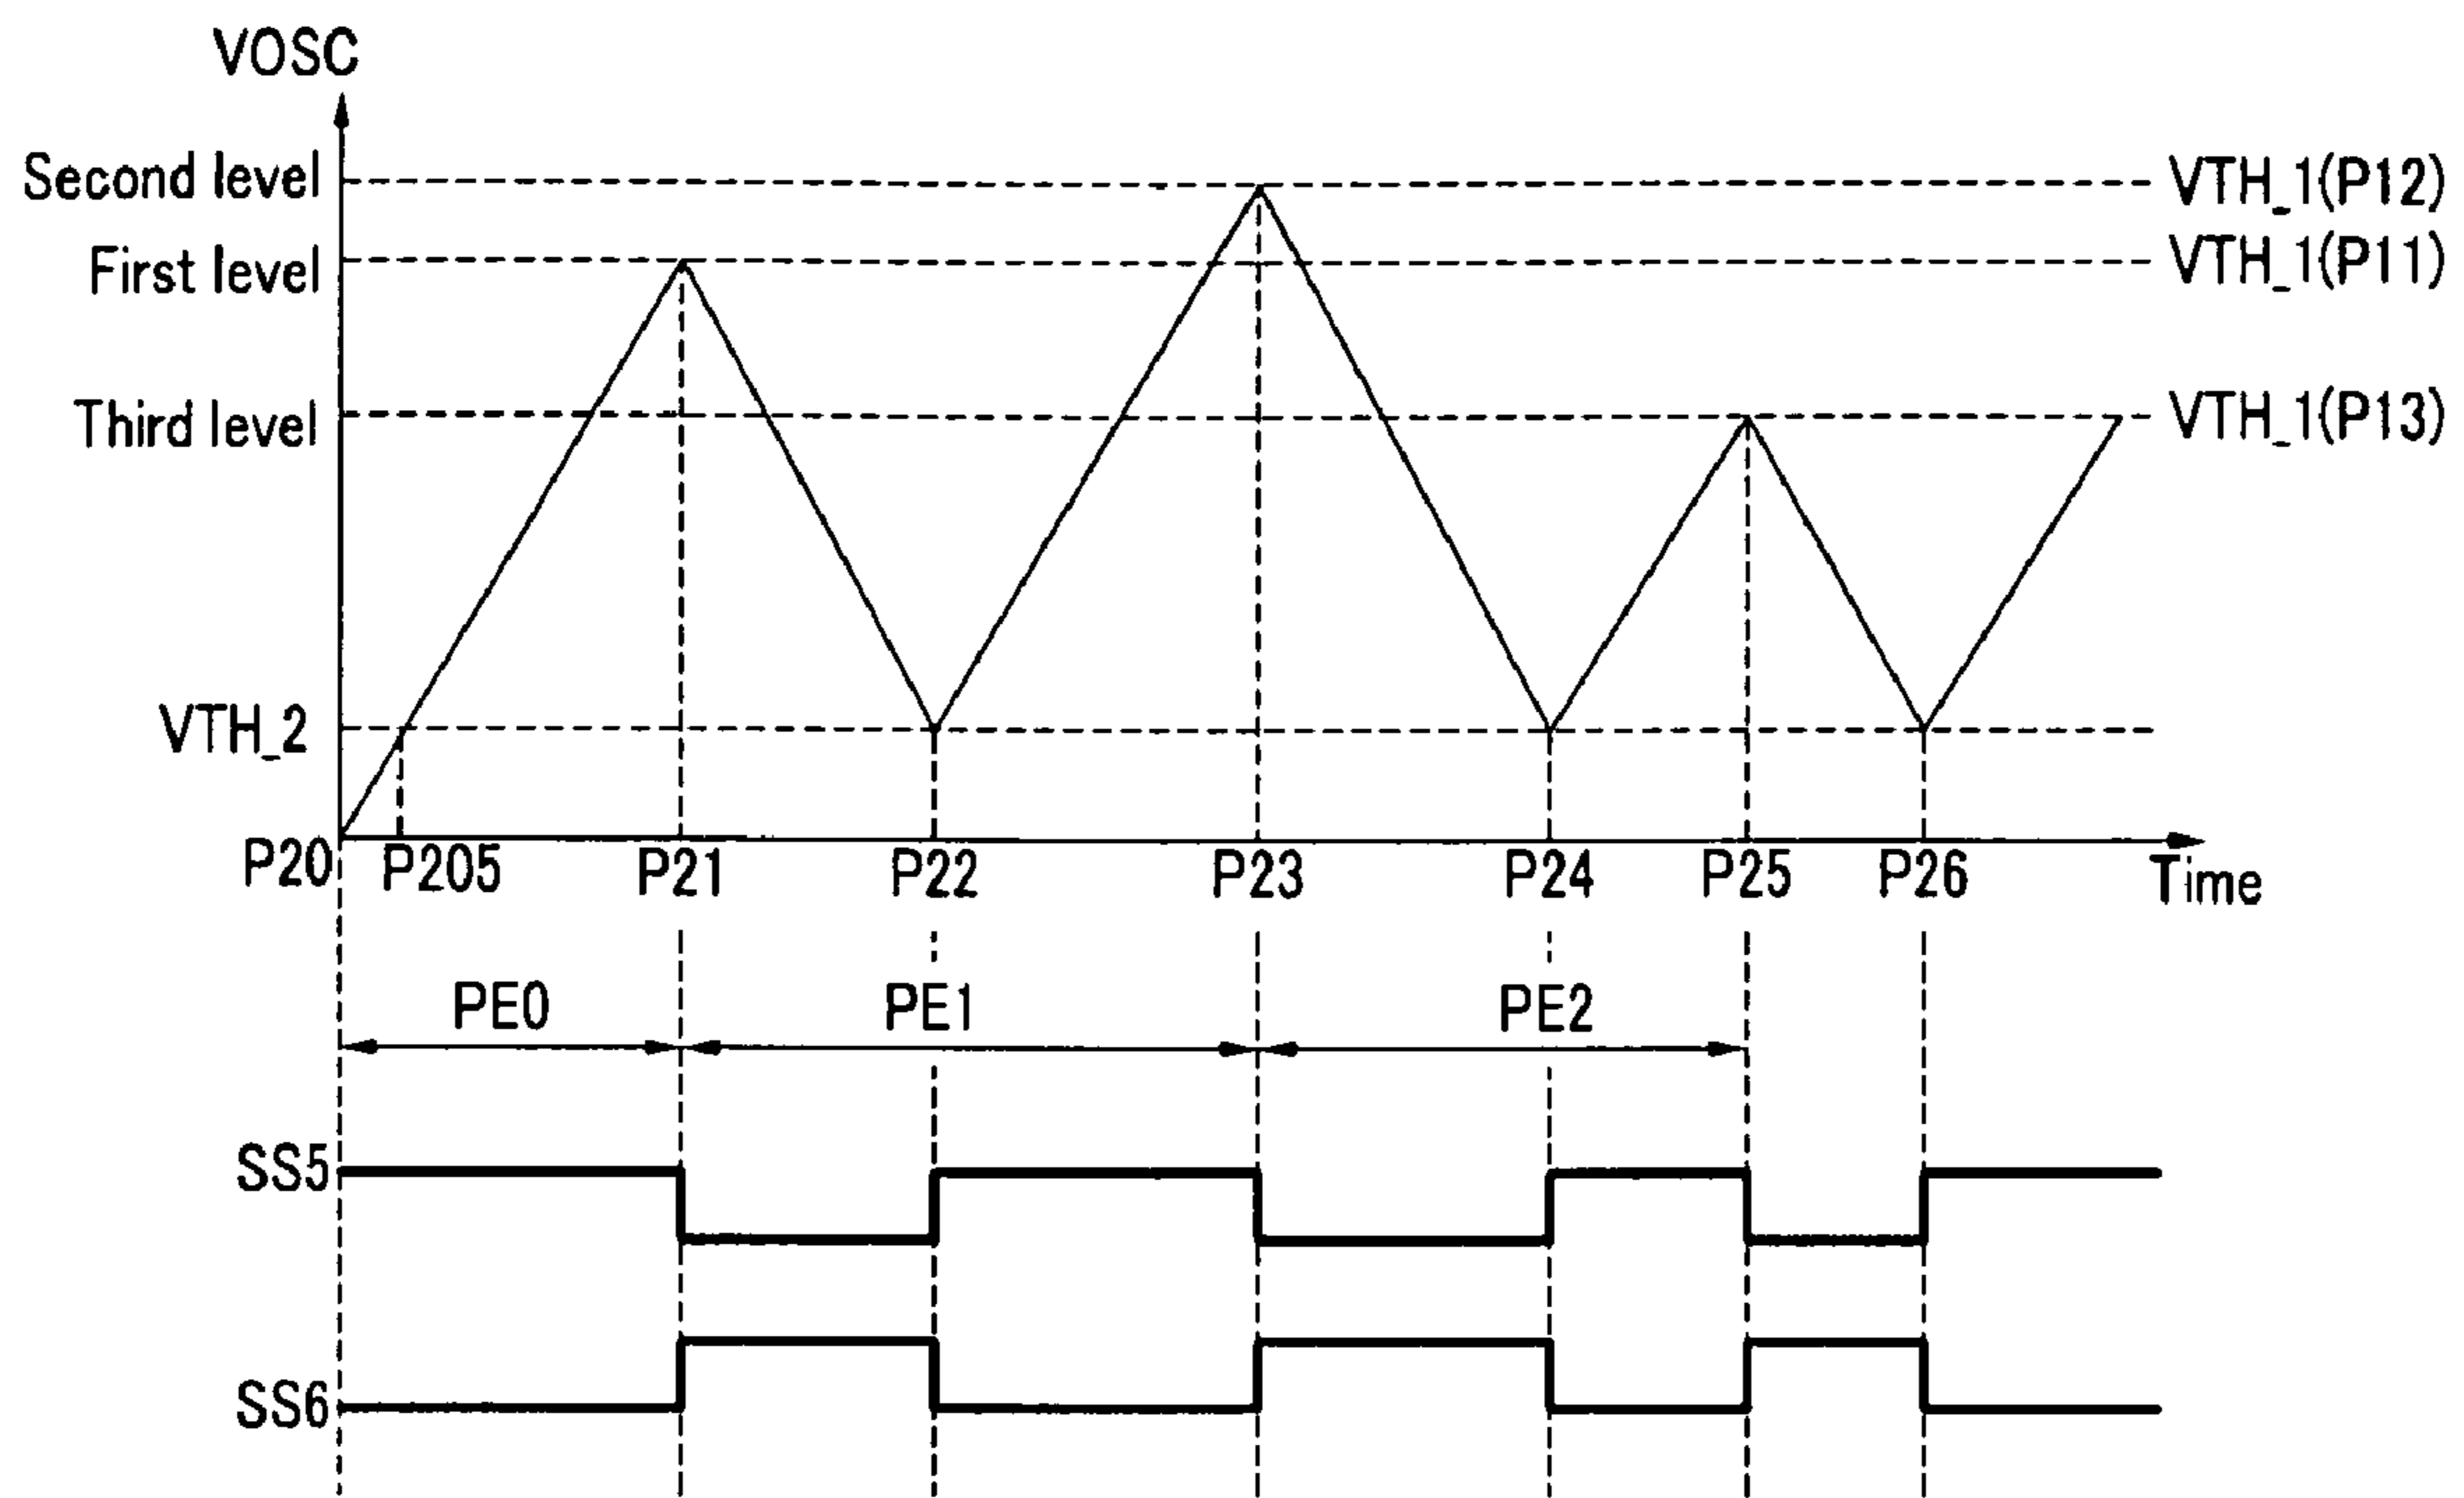 VOSC
Second level
VTH_1(P12)
First level
VTH_1(P11)
Third level
VTH_1(P13)
VTH_2
P20
P205
P21
P22
P23
P24
P25
P26
Time
PE0
PE1
PE2
SS5
SS6